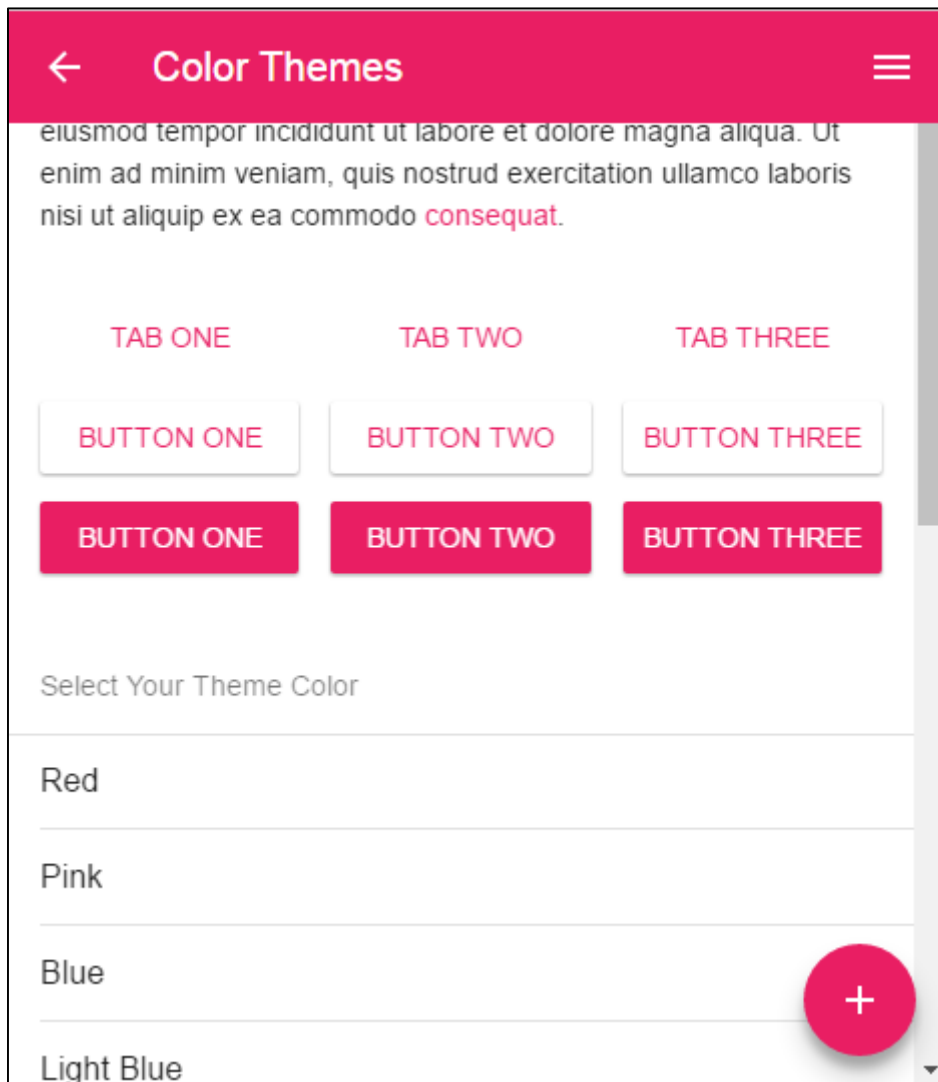 Color Themes
eiusmod tempor incididunt ut labore et dolore magna aliqua. Ut
enim ad minim veniam, quis nostrud exercitation ullamco laboris
nisi ut aliquip ex ea commodo consequat.
TAB ONE TAB TWO TAB THREE
BUTTON ONE BUTTON TWO BUTTON THREE
BUTTON ONE BUTTON TWO BUTTON THREE
Select Your Theme Color
Red
Pink
Blue
Light Blue